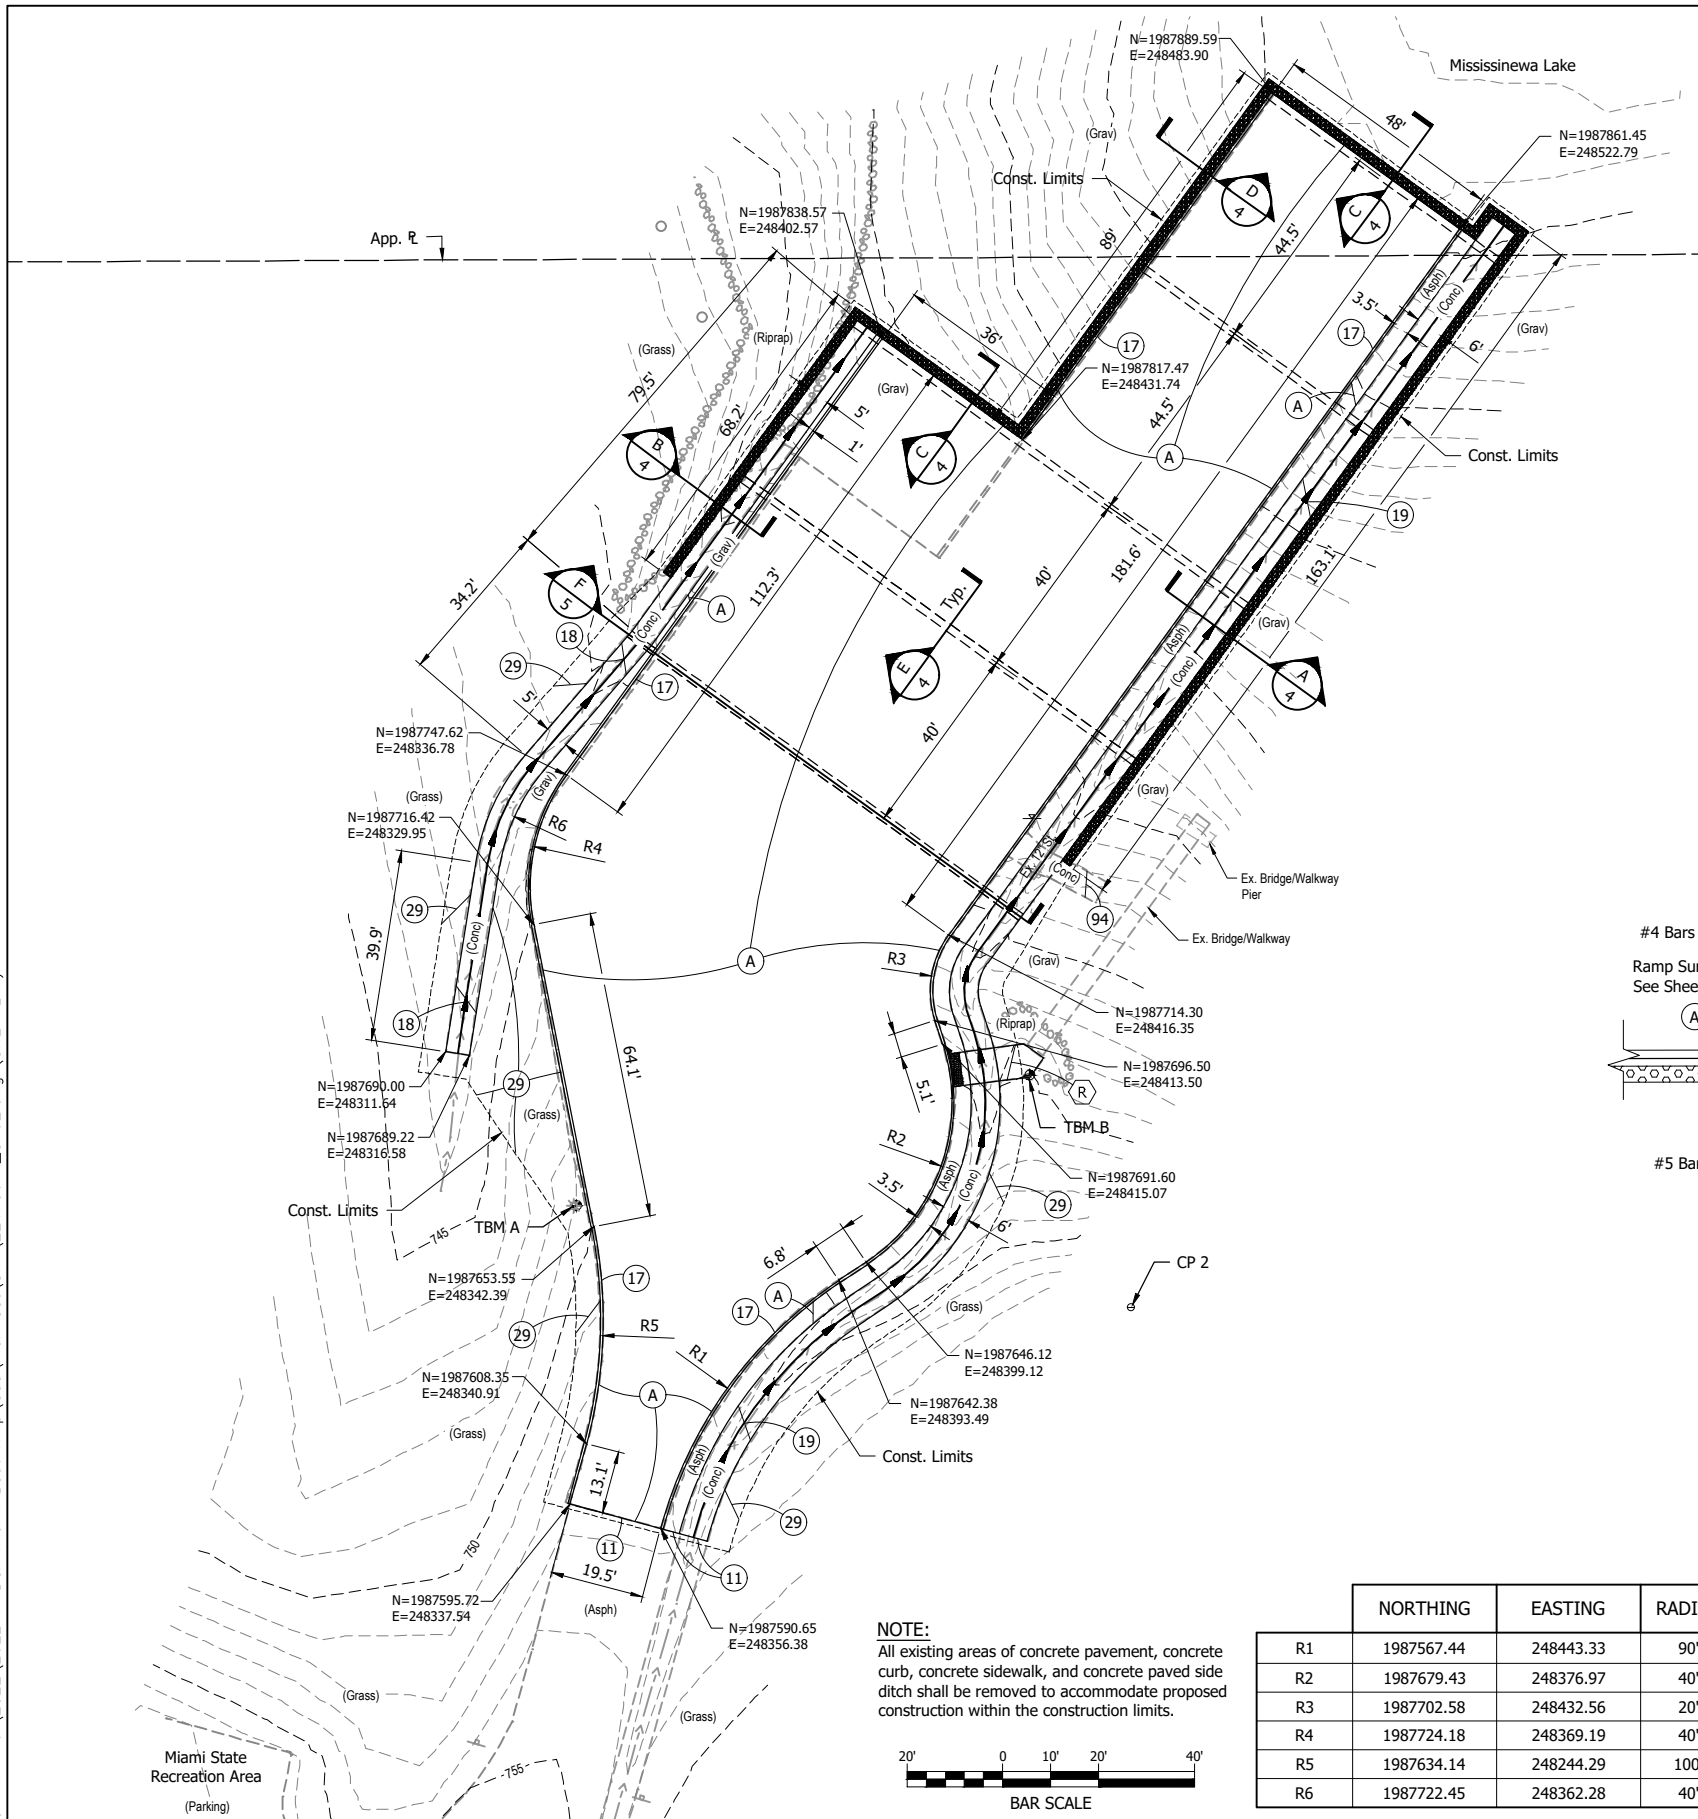 N=1987889.59
E=248483.90
Mississinewa Lake
48'
N=1987861.45
E=248522.79
(Grav)
Const. Limits
D
4
C
4
N=1987838.57
E=248402.57
App. ℞
89'
44.5'
(Asph)
(Conc)
3.5'
17
(Grav)
6'
(Riprap)
(Grass)
79.5'
36'
17
N=1987817.47
E=248431.74
(Grav)
68.2'
5'
1'
44.5'
A
A
Const. Limits
B
4
C
4
19
34.2'
F
5
(Grav)
112.3'
40'
181.6'
163.1'
Typ.
A
(Conc)
18
29
17
5'
E
4
(Asph)
(Conc)
(Grav)
A
4
N=1987747.62
E=248336.78
40'
(Grav)
(Grass)
(Grav)
N=1987716.42
E=248329.95
R6
R4
Ex. 12" S
(Conc)
Ex. Bridge/Walkway
Pier
94
29
39.9'
(Conc)
Ex. Bridge/Walkway
#4 Bars
A
R3
(Grav)
Ramp Sur
See Shee
A
18
N=1987714.30
E=248416.35
(Riprap)
64.1'
N=1987696.50
E=248413.50
N=1987690.00
E=248311.64
29
5.1'
R
(Grass)
N=1987689.22
E=248316.58
TBM B
R2
#5 Bar
(Asph)
(Conc)
N=1987691.60
E=248415.07
3.5'
29
Const. Limits
TBM A
745
6'
6.8'
CP 2
N=1987653.55
E=248342.39
17
A
17
(Grass)
29
R5
R1
N=1987646.12
E=248399.12
N=1987608.35
E=248340.91
A
N=1987642.38
E=248393.49
(Grass)
19
Const. Limits
(Asph)
(Conc)
13.1'
29
750
11
11
19.5'
N=1987595.72
E=248337.54
(Asph)
N=1987590.65
E=248356.38
(Grass)
(Grass)
755
Miami State
Recreation Area
(Parking)
NOTE:
All existing areas of concrete pavement, concrete
curb, concrete sidewalk, and concrete paved side
ditch shall be removed to accommodate proposed
construction within the construction limits.
20' 0 10' 20' 40'
BAR SCALE
NORTHING EASTING RADI
R1 1987567.44 248443.33 90'
R2 1987679.43 248376.97 40'
R3 1987702.58 248432.56 20'
R4 1987724.18 248369.19 40'
R5 1987634.14 248244.29 100
R6 1987722.45 248362.28 40'